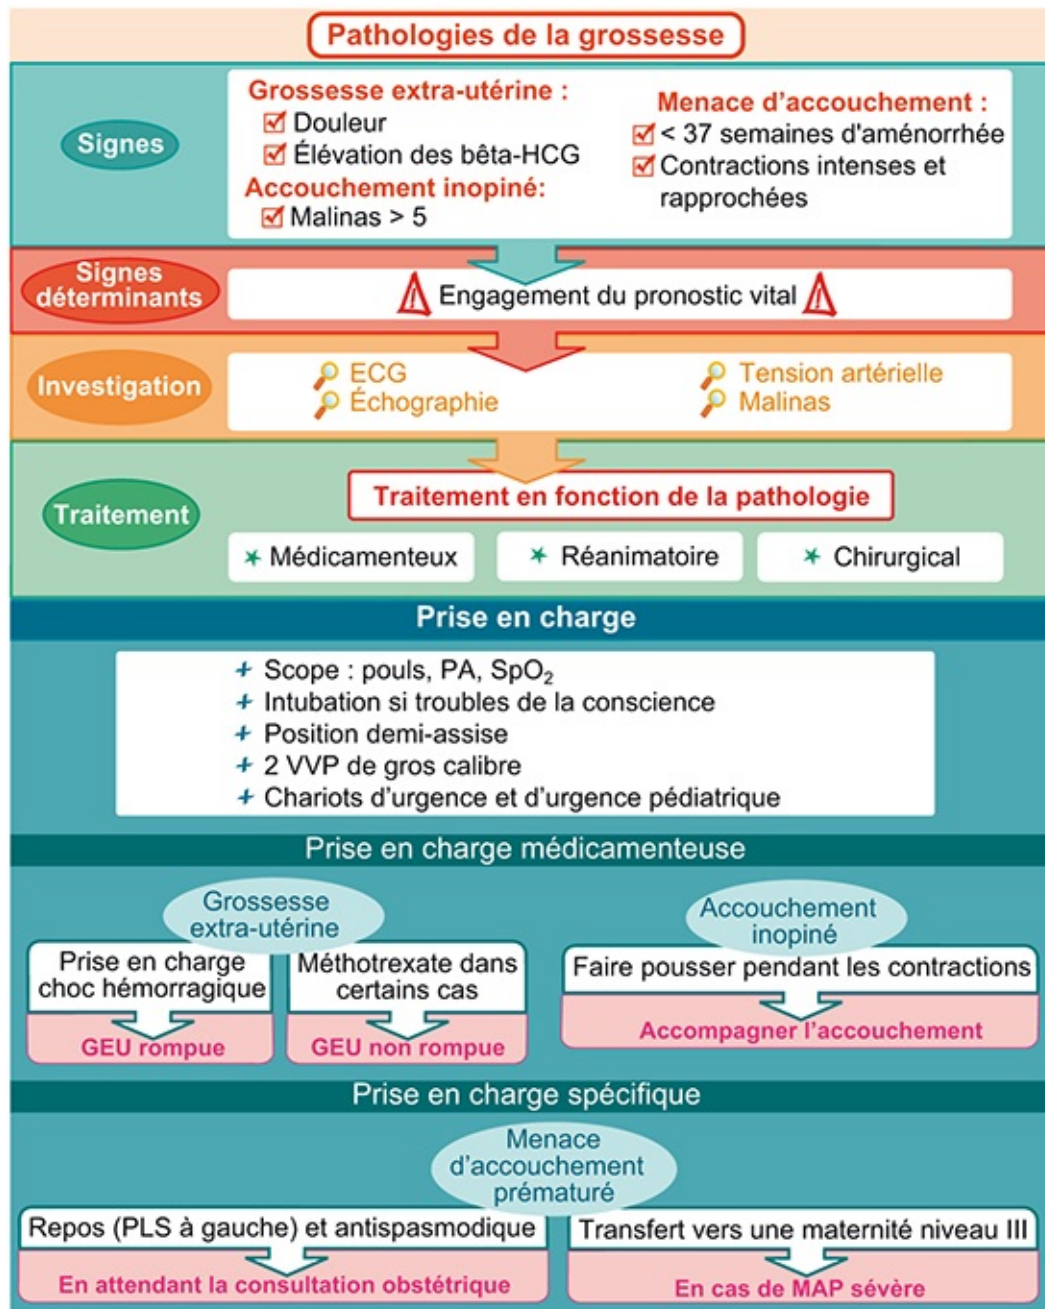 Pathologies de la grossesse
Signes
Grossesse extra-utérine :
Douleur
Élévation des bêta-HCG
Accouchement inopiné:
Malinas > 5
Menace d'accouchement :
< 37 semaines d'aménorrhée
Contractions intenses et
rapprochées
Signes
déterminants
Engagement du pronostic vital
Investigation
ECG
Échographie
Tension artérielle
Malinas
Traitement
Traitement en fonction de la pathologie
Médicamenteux
Réanimatoire
Chirurgical
Prise en charge
Scope : pouls, PA, SpO₂
Intubation si troubles de la conscience
Position demi-assise
2 VVP de gros calibre
Chariots d'urgence et d'urgence pédiatrique
Prise en charge médicamenteuse
Grossesse
extra-utérine
Prise en charge
choc hémorragique
GEU rompue
Méthotrexate dans
certains cas
GEU non rompue
Accouchement
inopiné
Faire pousser pendant les contractions
Accompagner l'accouchement
Prise en charge spécifique
Menace
d'accouchement
prématuré
Repos (PLS à gauche) et antispasmodique
En attendant la consultation obstétrique
Transfert vers une maternité niveau III
En cas de MAP sévère